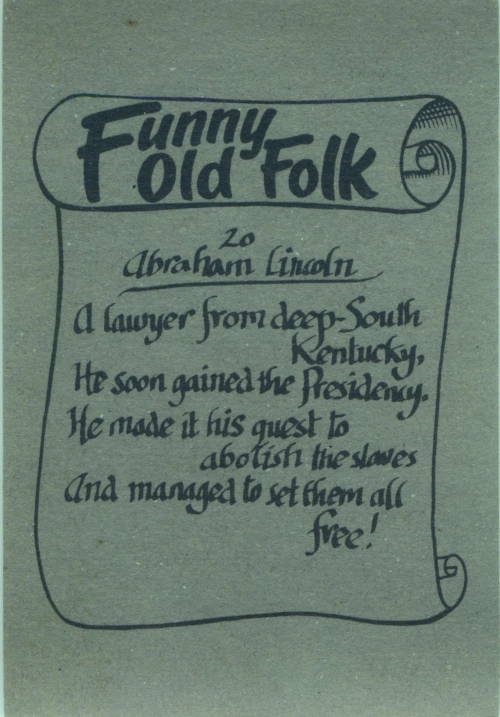 Funny
Old Folk
20
Abraham Lincoln
A lawyer from deep-South
Kentucky,
He soon gained the Presidency.
He made it his quest to
abolish the slaves
And managed to set them all
free!